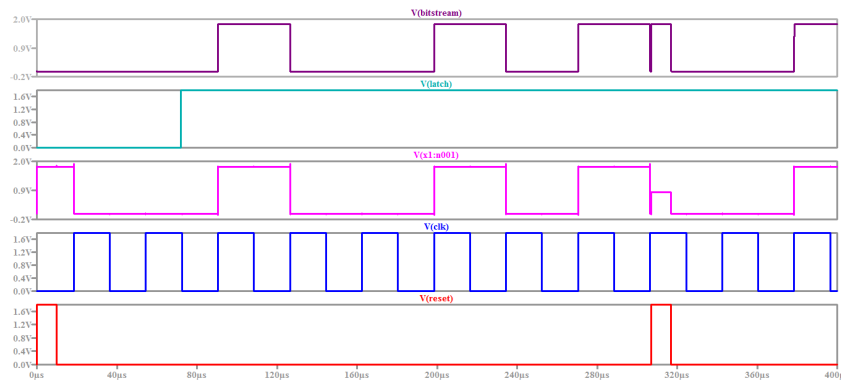 V(bitstream)
2.0V
0.9V
-0.2V
V(latch)
1.6V
1.2V
0.8V
0.4V
0.0V
V(x1:n001)
2.0V
0.9V
-0.2V
V(clk)
1.6V
1.2V
0.8V
0.4V
0.0V
V(reset)
1.6V
1.2V
0.8V
0.4V
0.0V
0µs 40µs 80µs 120µs 160µs 200µs 240µs 280µs 320µs 360µs 400µ